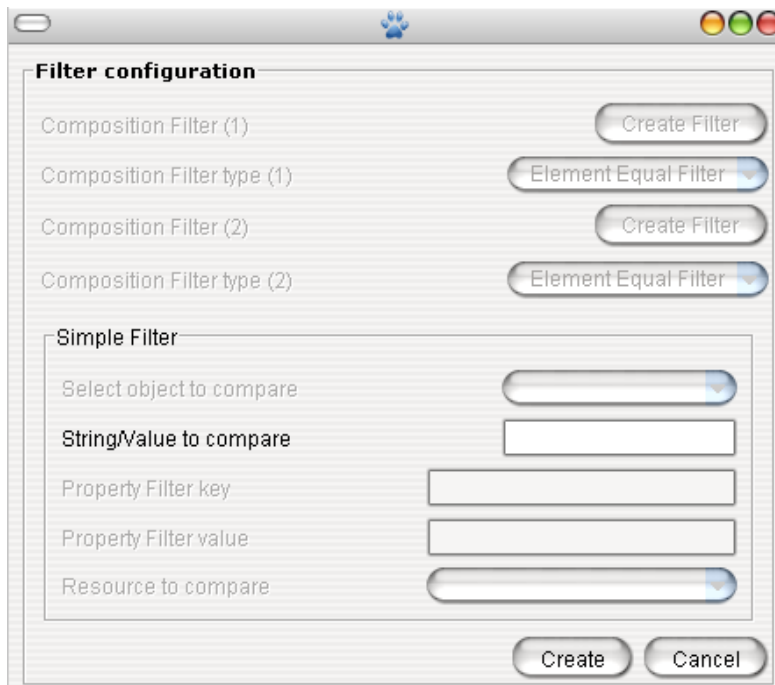 Filter configuration
Composition Filter (1) Create Filter
Composition Filter type (1) Element Equal Filter
Composition Filter (2) Create Filter
Composition Filter type (2) Element Equal Filter
Simple Filter
Select object to compare
String/Value to compare
Property Filter key
Property Filter value
Resource to compare
Create Cancel